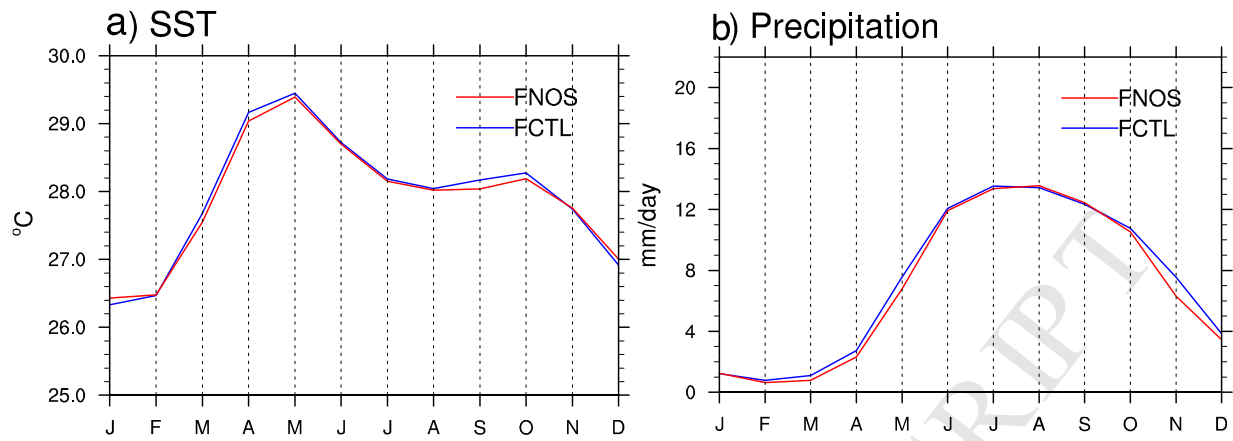 a) SST
30.0
29.0
28.0
27.0
26.0
25.0
°C
FNOS
FCTL
J F M A M J J A S O N D
b) Precipitation
20
16
12
8
4
0
mm/day
FNOS
FCTL
J F M A M J J A S O N D
RIPT